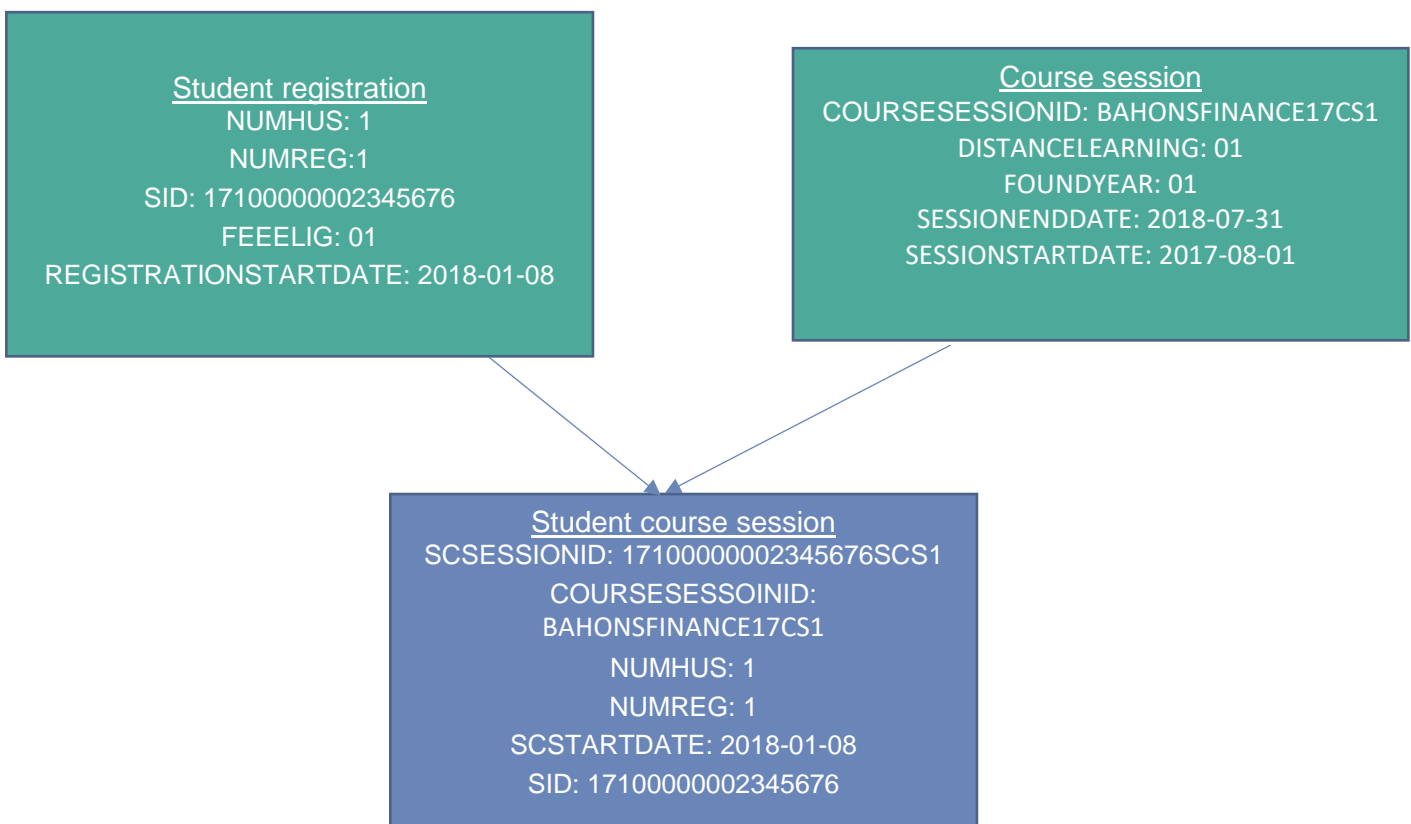 Student registration
NUMHUS: 1
NUMREG:1
SID: 17100000002345676
FEEELIG: 01
REGISTRATIONSTARTDATE: 2018-01-08
Course session
COURSESESSIONID: BAHONSFINANCE17CS1
DISTANCELEARNING: 01
FOUNDYEAR: 01
SESSIONENDDATE: 2018-07-31
SESSIONSTARTDATE: 2017-08-01
Student course session
SCSESSIONID: 17100000002345676SCS1
COURSESESSOINID:
BAHONSFINANCE17CS1
NUMHUS: 1
NUMREG: 1
SCSTARTDATE: 2018-01-08
SID: 17100000002345676